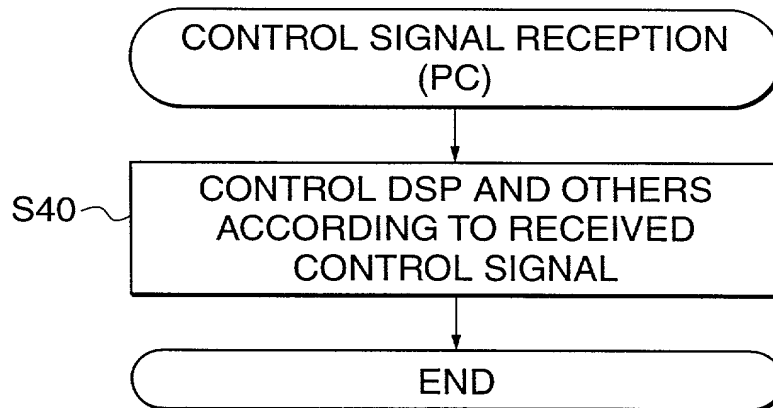 CONTROL SIGNAL RECEPTION
(PC)
S40
CONTROL DSP AND OTHERS
ACCORDING TO RECEIVED
CONTROL SIGNAL
END